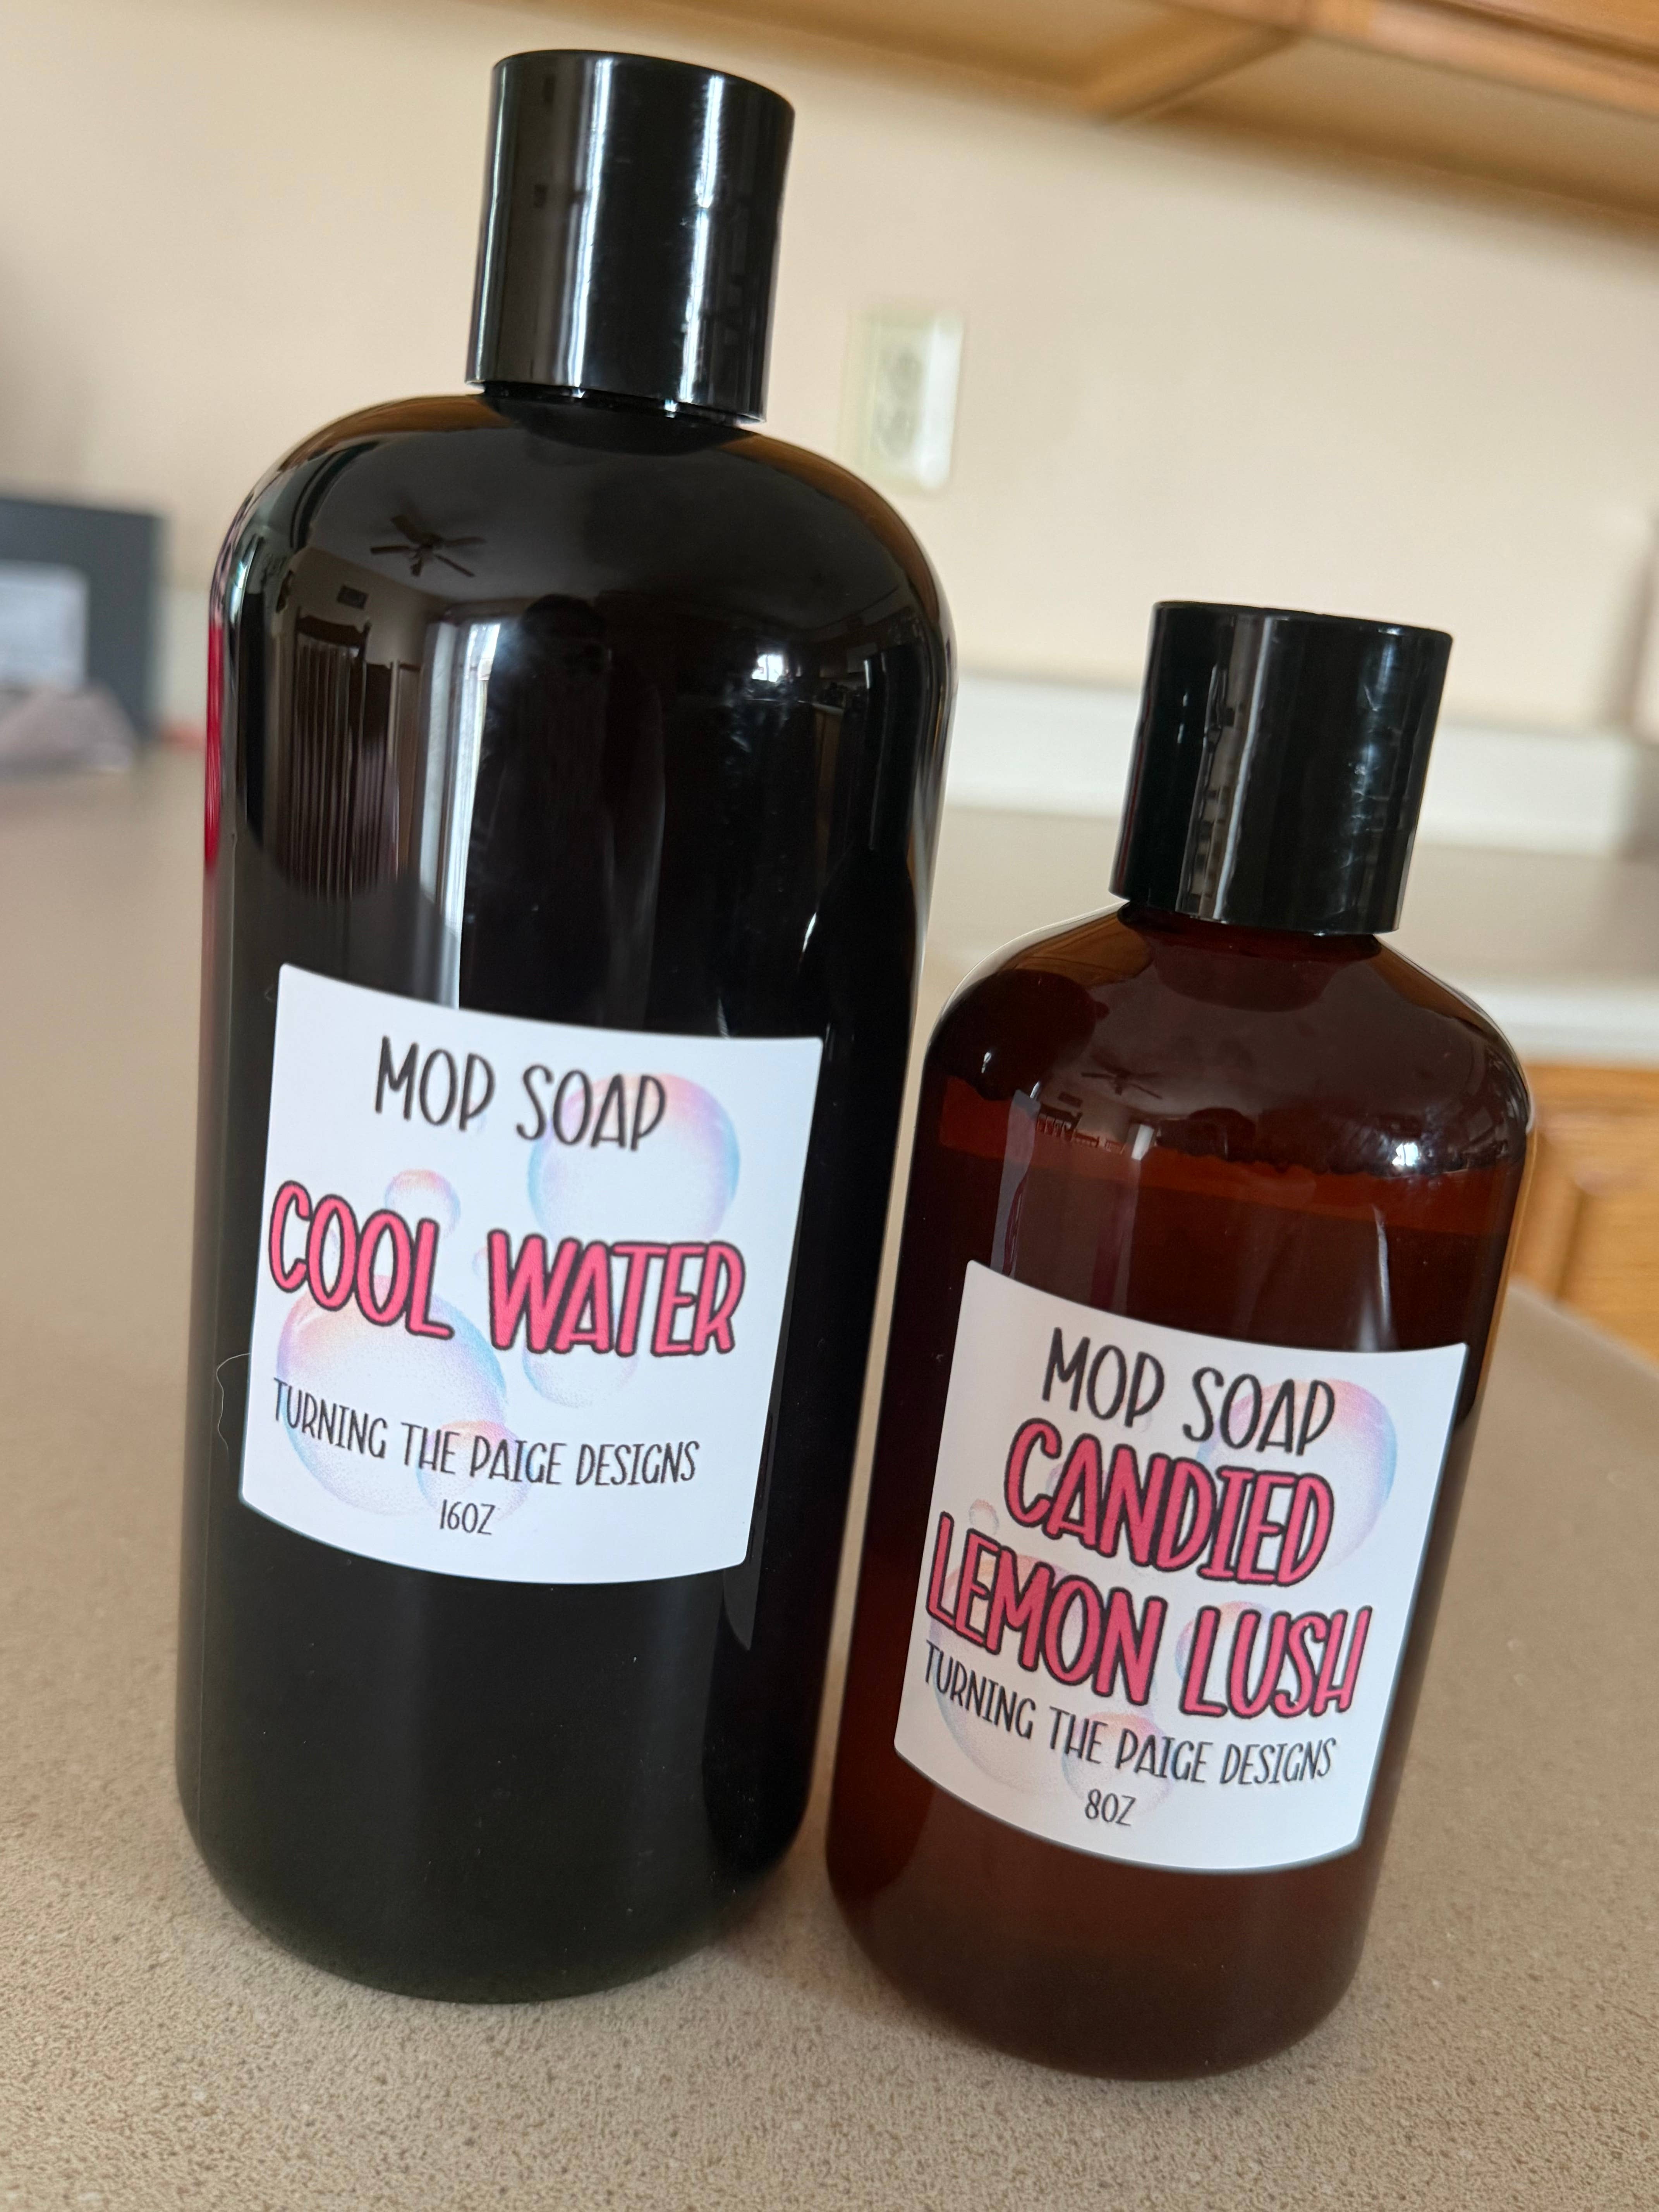 MOP SOAP
COOL WATER
TURNING THE PAIGE DESIGNS
16OZ
MOP SOAP
CANDIED
LEMON LUSH
TURNING THE PAIGE DESIGNS
8OZ